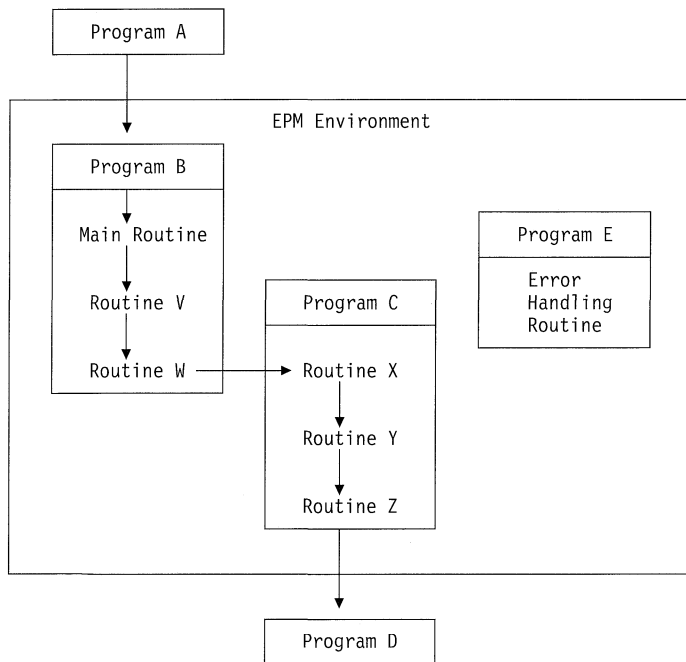 Program A
EPM Environment
Program B
Main Routine
Routine V
Routine W
Program C
Routine X
Routine Y
Routine Z
Program E
Error
Handling
Routine
Program D